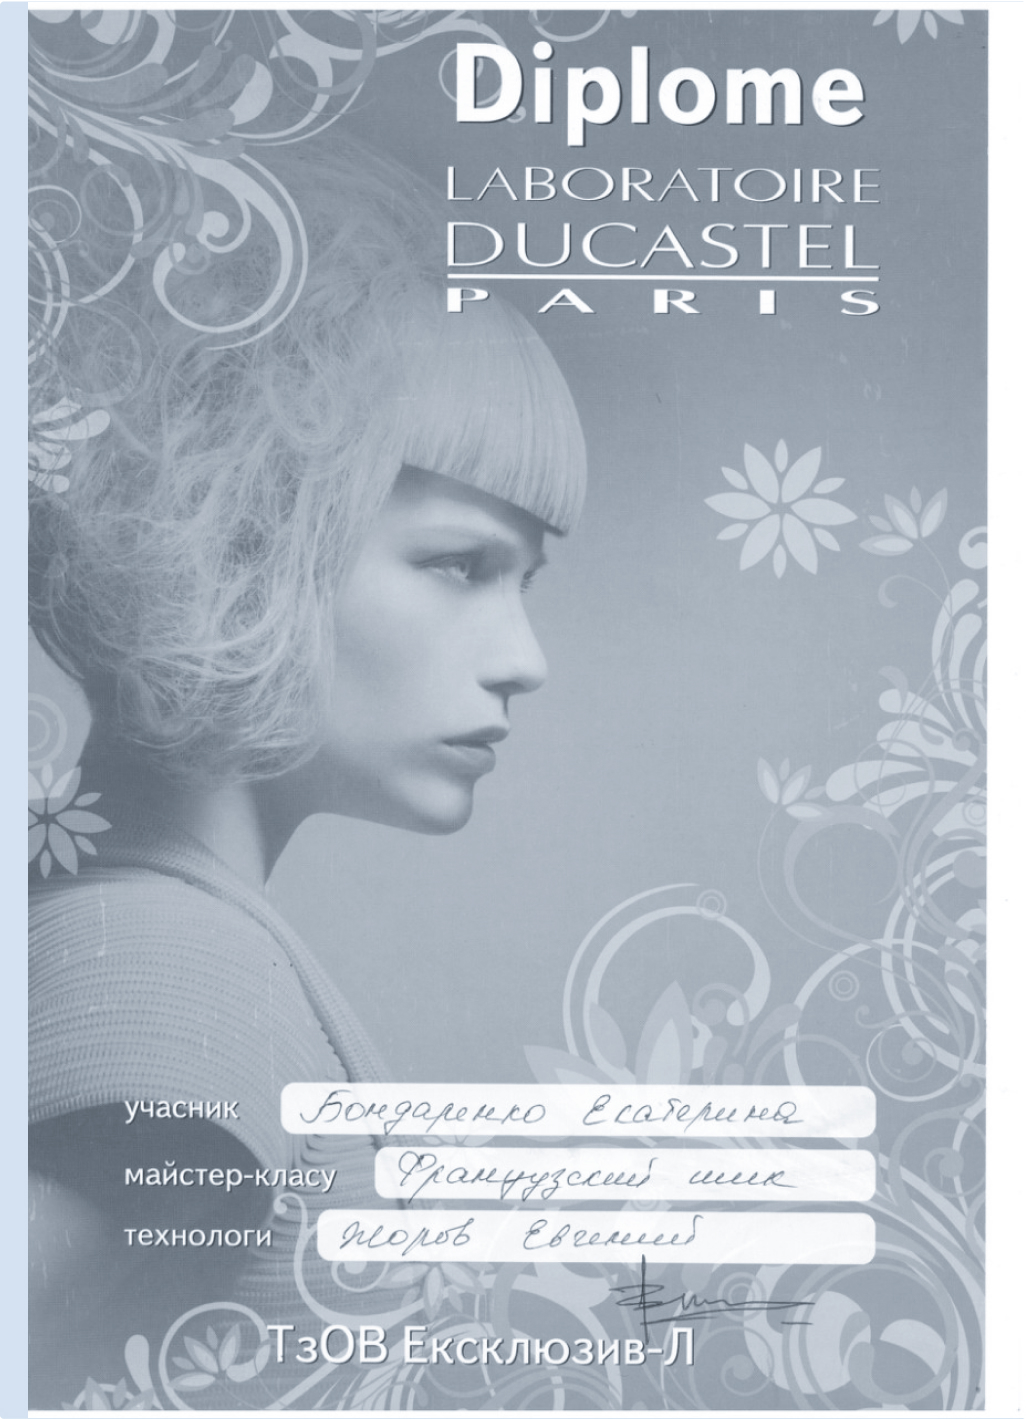 Diplome
LABORATOIRE
DUCASTEL
PARIS
учасник Бондаренко Екатерина
майстер-класу Французский шик
технологи Жоров Евгений
ТзОВ Ексклюзив-Л